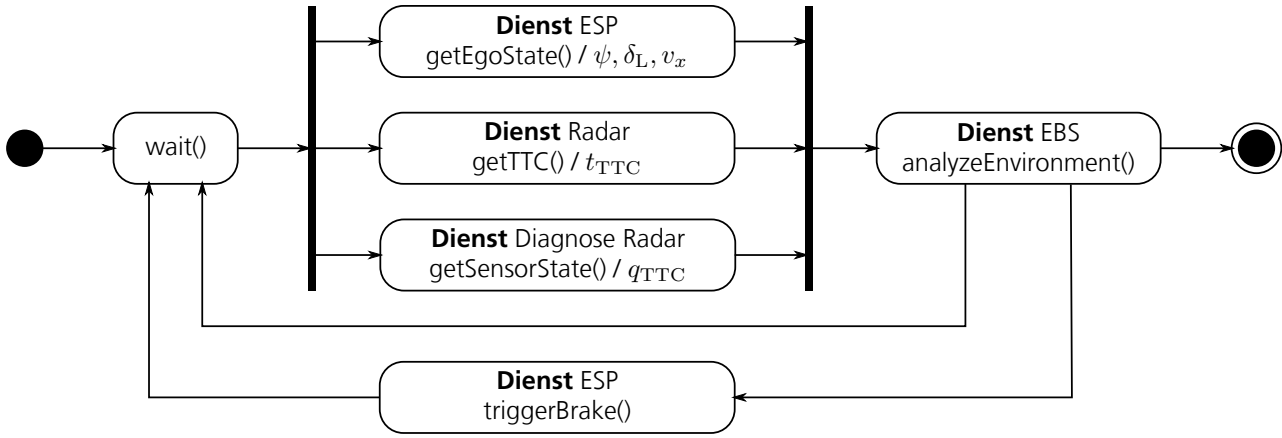 Dienst ESP
getEgoState() / ψ, δ_L, v_x
wait()
Dienst Radar
getTTC() / t_TTC
Dienst EBS
analyzeEnvironment()
Dienst Diagnose Radar
getSensorState() / q_TTC
Dienst ESP
triggerBrake()